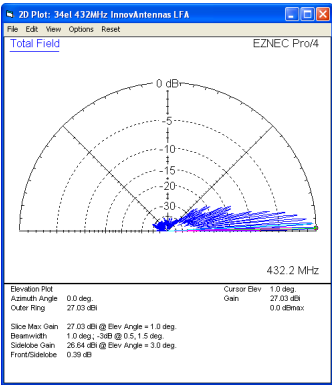 2D Plot: 34el 432MHz InnovAntennas LFA
File Edit View Options Reset
Total Field
EZNEC Pro/4
0 dB
-5
-10
-15
-20
-30
432.2 MHz
Elevation Plot
Cursor Elev 1.0 deg.
Azimuth Angle 0.0 deg.
Gain 27.03 dBi
Outer Ring 27.03 dBi
0.0 dBmax
Slice Max Gain 27.03 dBi @ Elev Angle = 1.0 deg.
Beamwidth 1.0 deg.; -3dB @ 0.5, 1.5 deg.
Sidelobe Gain 26.64 dBi @ Elev Angle = 3.0 deg.
Front/Sidelobe 0.39 dB